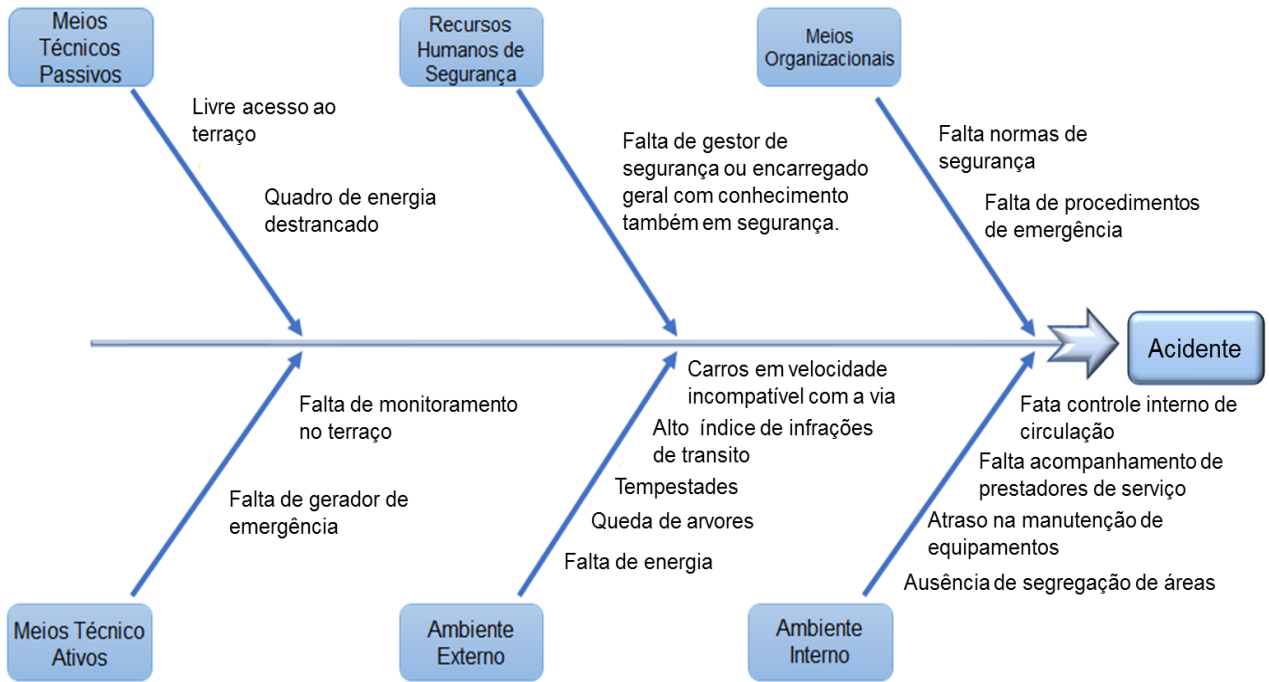 Meios
Técnicos
Passivos
Recursos
Humanos de
Segurança
Meios
Organizacionais
Livre acesso ao
terraço
Quadro de energia
destrancado
Falta de gestor de
segurança ou encarregado
geral com conhecimento
também em segurança.
Falta normas de
segurança
Falta de procedimentos
de emergência
Acidente
Falta de monitoramento
no terraço
Falta de gerador de
emergência
Carros em velocidade
incompatível com a via
Alto índice de infrações
de transito
Tempestades
Queda de arvores
Falta de energia
Fata controle interno de
circulação
Falta acompanhamento de
prestadores de serviço
Atraso na manutenção de
equipamentos
Ausência de segregação de áreas
Meios Técnico
Ativos
Ambiente
Externo
Ambiente
Interno